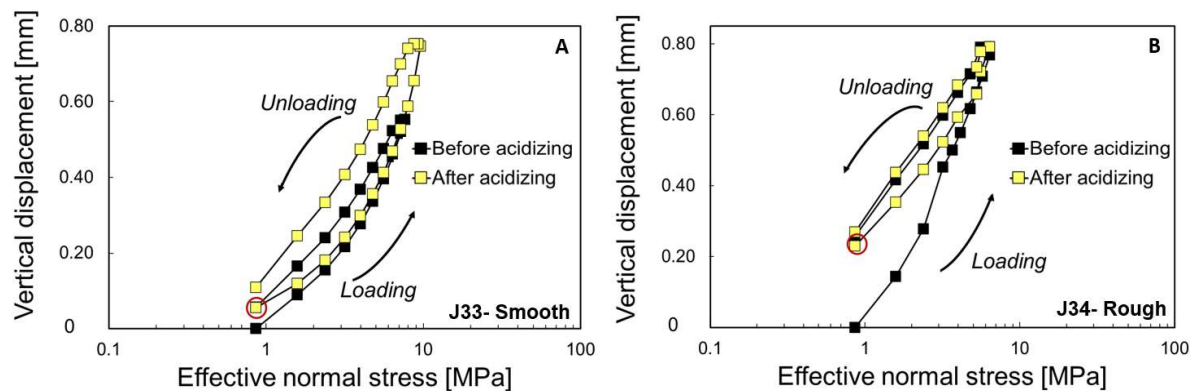 A
Vertical displacement [mm]
0.80
0.60
0.40
0.20
0
Unloading
Before acidizing
After acidizing
Loading
J33- Smooth
0.1
1
10
100
Effective normal stress [MPa]
B
Vertical displacement [mm]
0.80
0.60
0.40
0.20
0
Unloading
Before acidizing
After acidizing
Loading
J34- Rough
0.1
1
10
100
Effective normal stress [MPa]